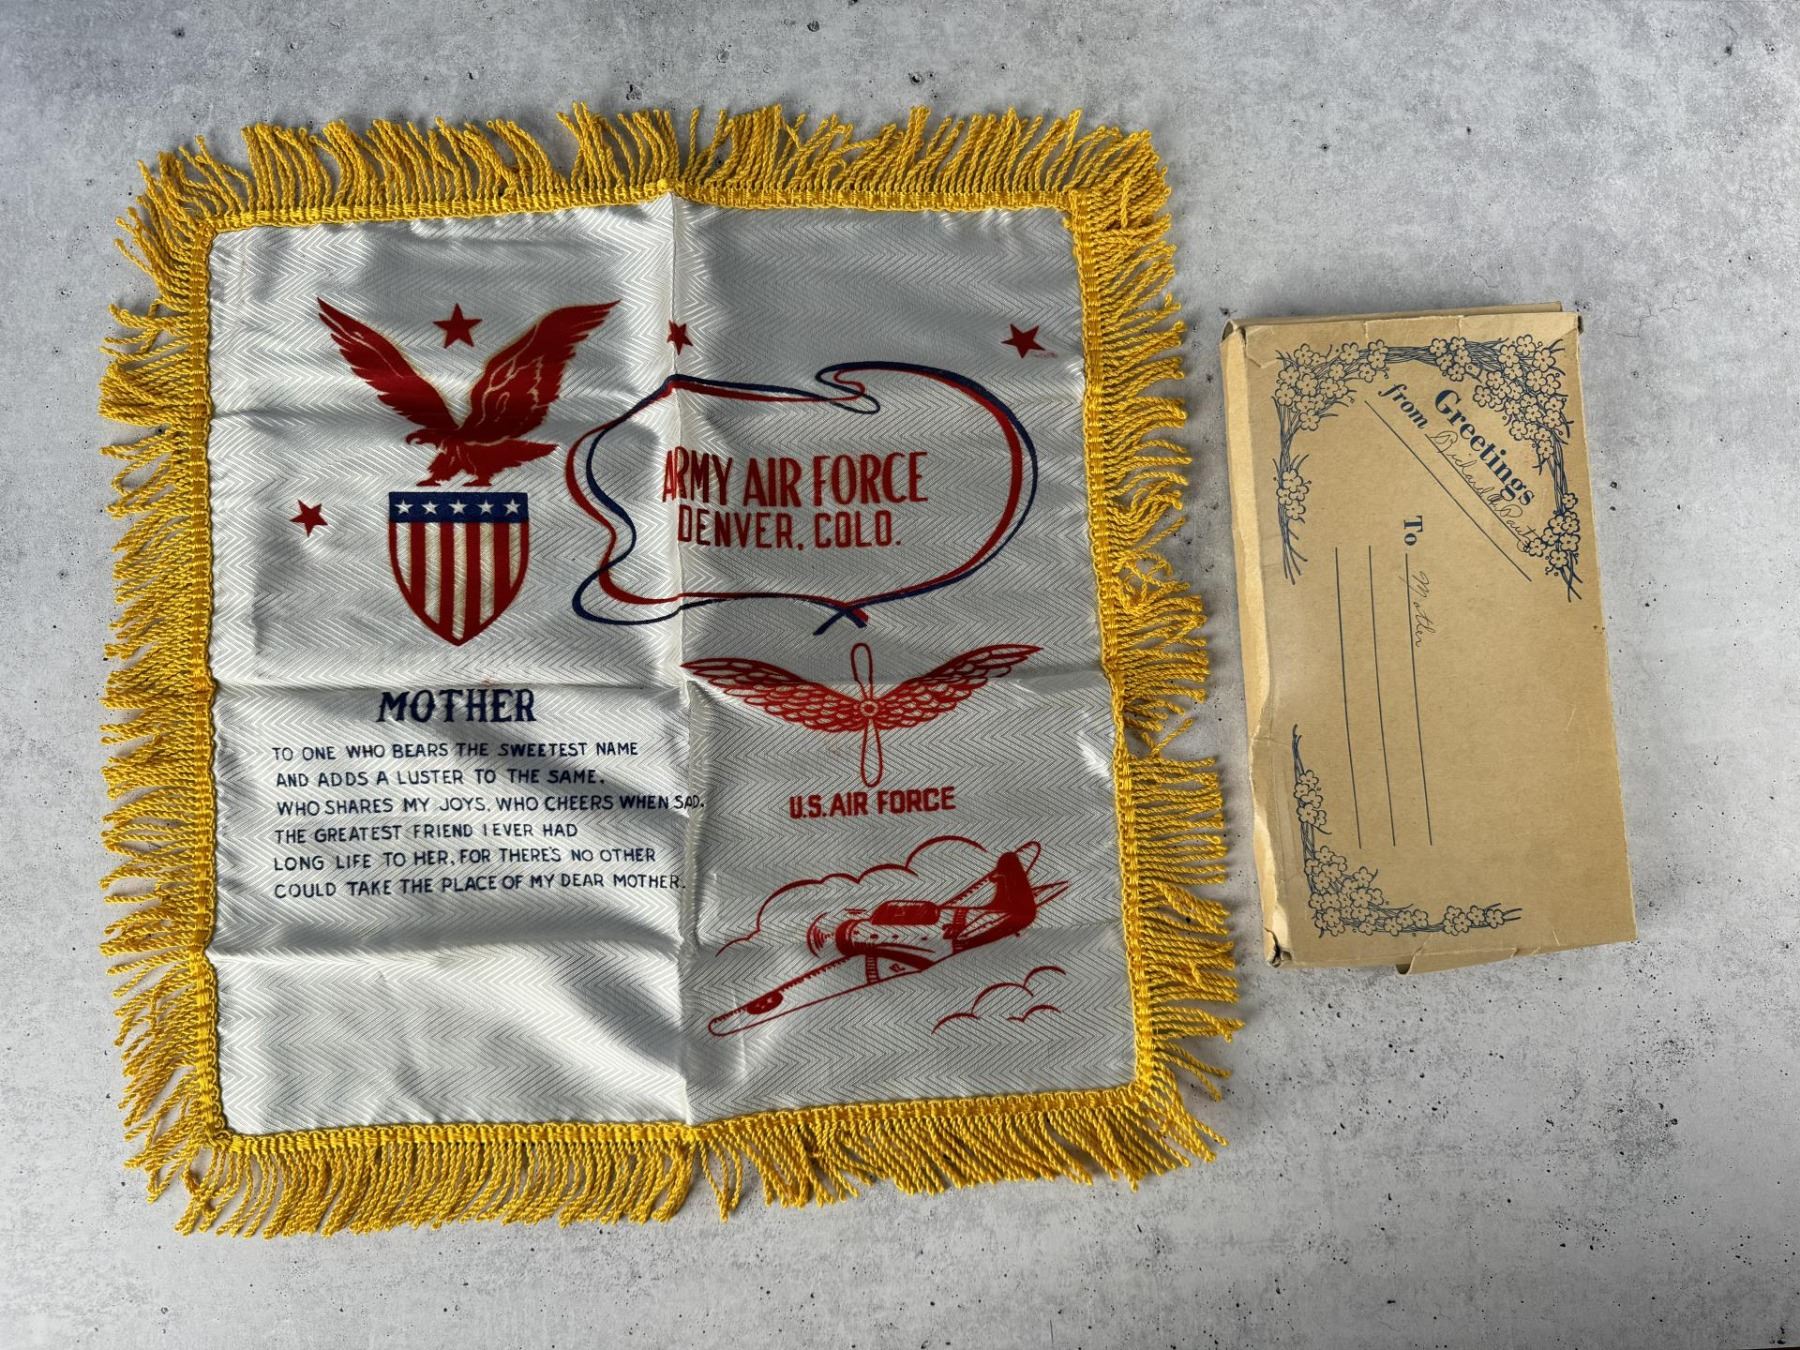 ARMY AIR FORCE
DENVER, COLO.
MOTHER
TO ONE WHO BEARS THE SWEETEST NAME
AND ADDS A LUSTER TO THE SAME.
WHO SHARES MY JOYS, WHO CHEERS WHEN SAD,
THE GREATEST FRIEND I EVER HAD
LONG LIFE TO HER, FOR THERE'S NO OTHER
COULD TAKE THE PLACE OF MY DEAR MOTHER.
U.S. AIR FORCE
Greetings
from Richard
To Mother